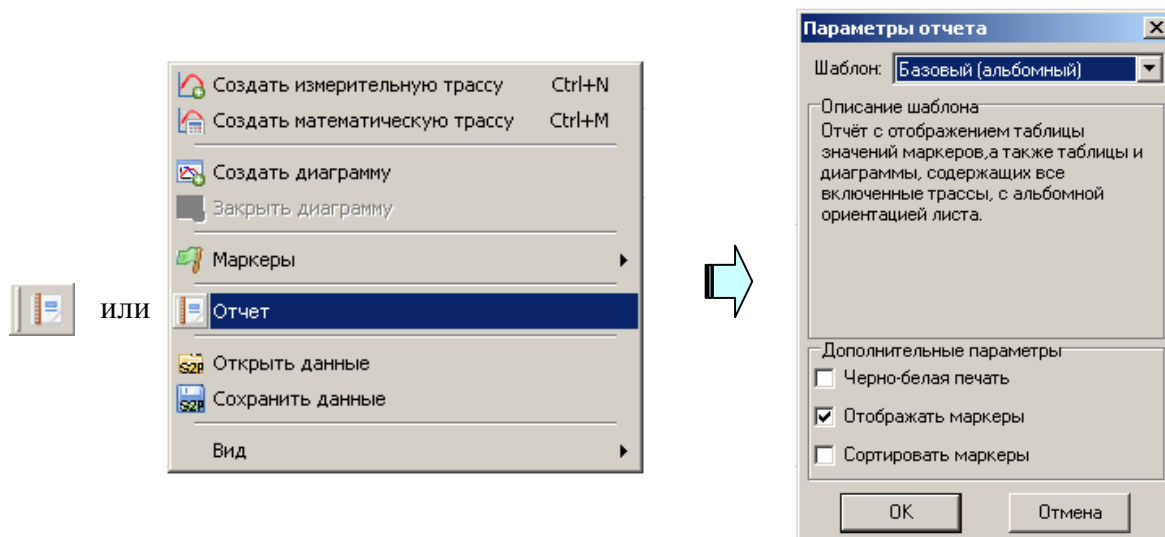 или
Создать измерительную трассу Ctrl+N
Создать математическую трассу Ctrl+M
Создать диаграмму
Закрыть диаграмму
Маркеры
Отчет
S2P Открыть данные
S2P Сохранить данные
Вид
Параметры отчета
Шаблон: Базовый (альбомный)
Описание шаблона
Отчёт с отображением таблицы
значений маркеров,а также таблицы и
диаграммы, содержащих все
включенные трассы, с альбомной
ориентацией листа.
Дополнительные параметры
Черно-белая печать
Отображать маркеры
Сортировать маркеры
OK Отмена